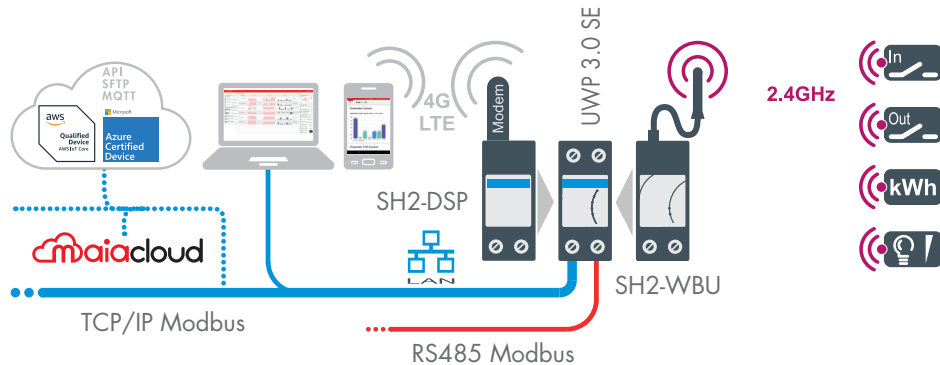 API
SFTP
MQTT
aws
Qualified
Device
AWS IoT Core
Microsoft
Azure
Certified
Device
4G
LTE
Modem
UWP 3.0 SE
2.4GHz
In
Out
kWh
SH2-DSP
SH2-WBU
maiacloud
LAN
TCP/IP Modbus
RS485 Modbus